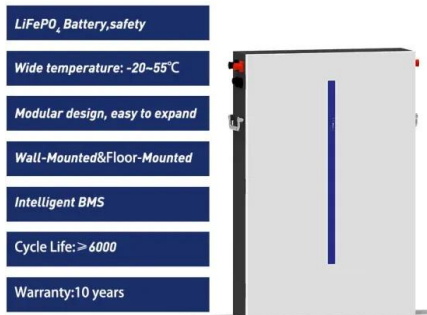 LiFePO₄ Battery,safety
Wide temperature: -20~55℃
Modular design, easy to expand
Wall-Mounted&Floor-Mounted
Intelligent BMS
Cycle Life:≥6000
Warranty:10 years